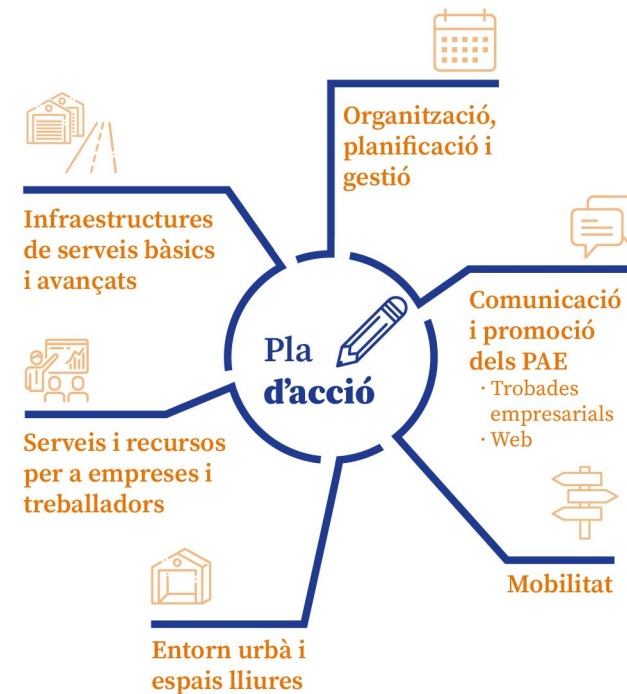 Organització,
planificació i
gestió
Infraestructures
de serveis bàsics
i avançats
Comunicació
i promoció
dels PAE
· Trobades
empresarials
· Web
Pla
d’acció
Serveis i recursos
per a empreses i
treballadors
Mobilitat
Entorn urbà i
espais lliures